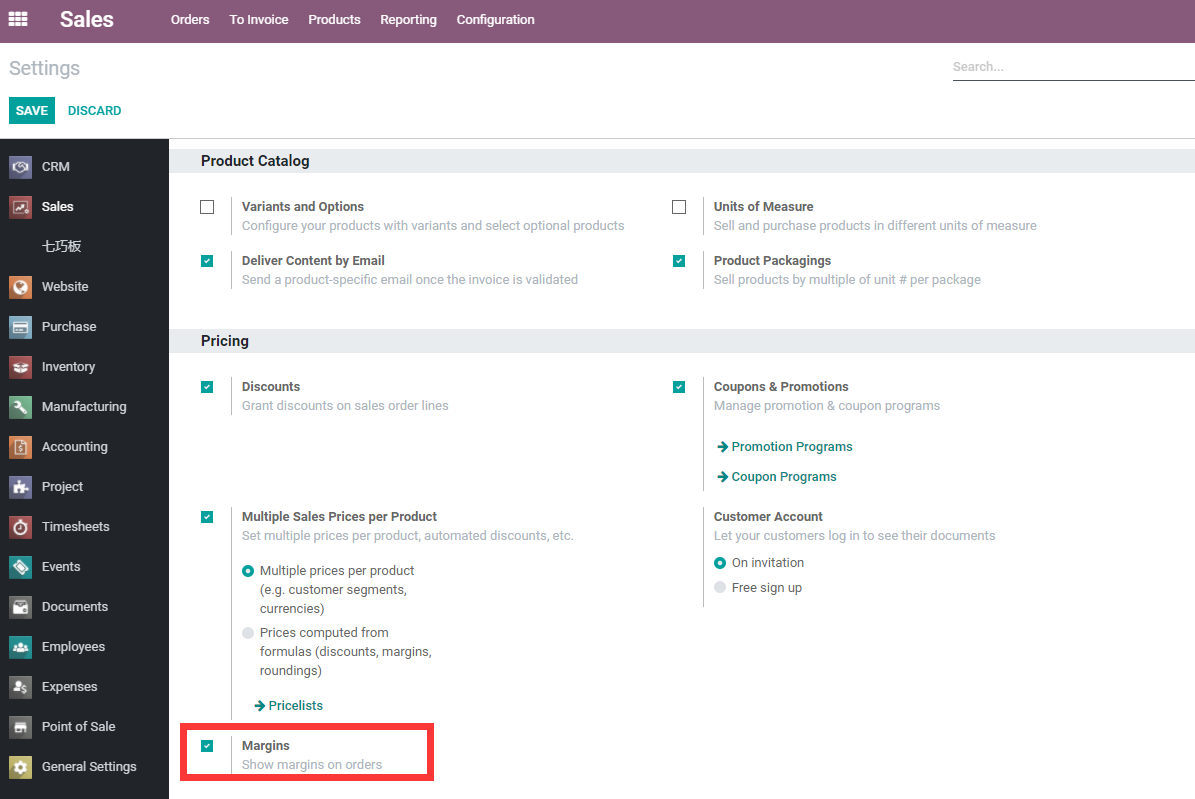 Sales
Orders
To Invoice
Products
Reporting
Configuration
Settings
Search...
SAVE
DISCARD
CRM
Sales
七巧板
Website
Purchase
Inventory
Manufacturing
Accounting
Project
Timesheets
Events
Documents
Employees
Expenses
Point of Sale
General Settings
Product Catalog
Variants and Options
Configure your products with variants and select optional products
Units of Measure
Sell and purchase products in different units of measure
Deliver Content by Email
Send a product-specific email once the invoice is validated
Product Packagings
Sell products by multiple of unit # per package
Pricing
Discounts
Grant discounts on sales order lines
Coupons & Promotions
Manage promotion & coupon programs
Promotion Programs
Coupon Programs
Multiple Sales Prices per Product
Set multiple prices per product, automated discounts, etc.
Multiple prices per product
(e.g. customer segments,
currencies)
Prices computed from
formulas (discounts, margins,
roundings)
Pricelists
Customer Account
Let your customers log in to see their documents
On invitation
Free sign up
Margins
Show margins on orders